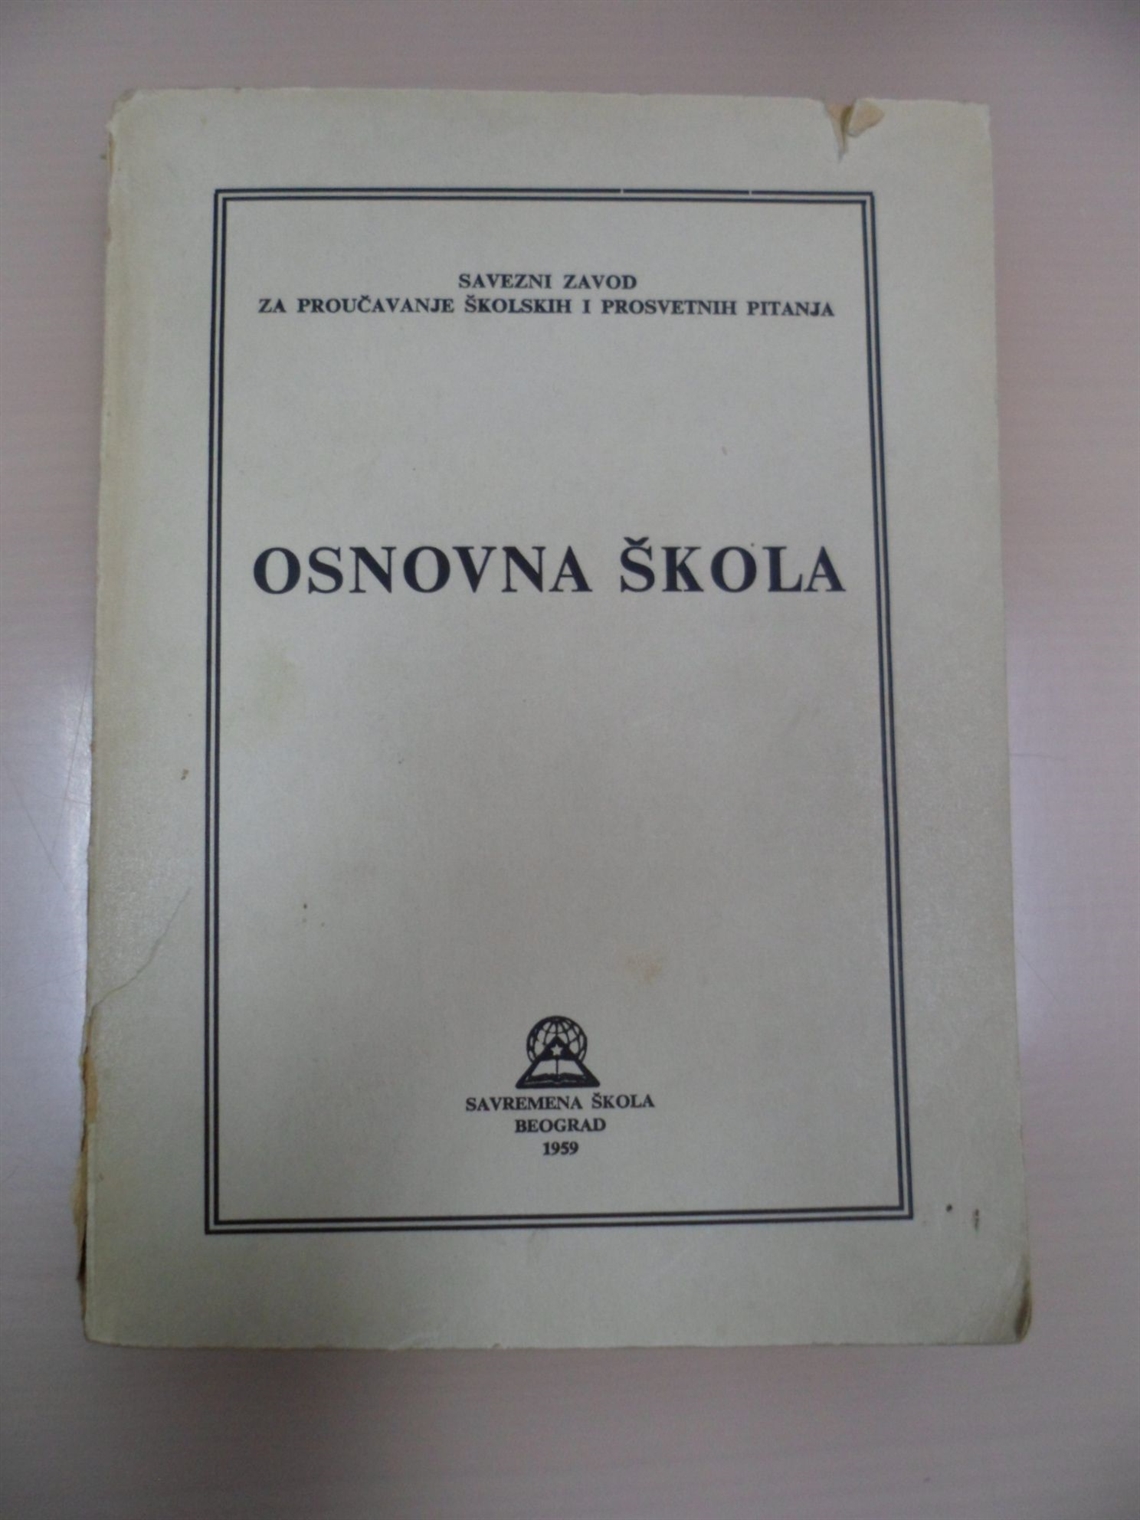 SAVEZNI ZAVOD
ZA PROUČAVANJE ŠKOLSKIH I PROSVETNIH PITANJA
OSNOVNA ŠKOLA
SAVREMENA ŠKOLA
BEOGRAD
1959